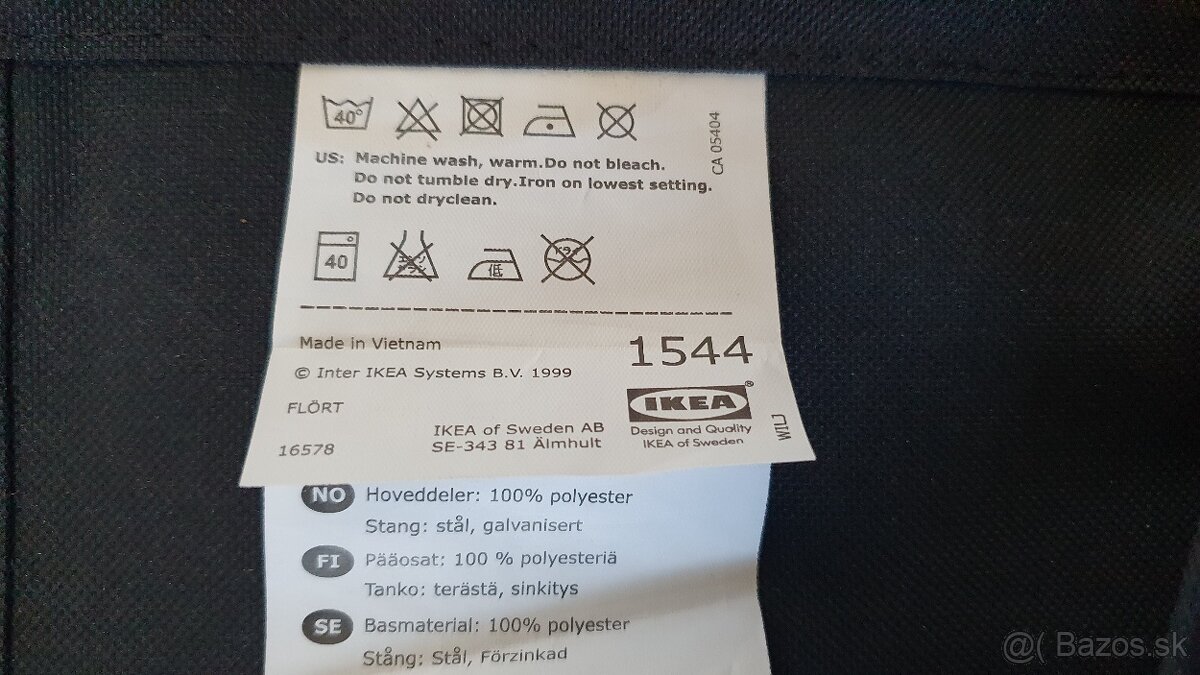 40°
CA 05404
US: Machine wash, warm.Do not bleach.
Do not tumble dry.Iron on lowest setting.
Do not dryclean.
40
低
Made in Vietnam
1544
© Inter IKEA Systems B.V. 1999
IKEA®
FLÖRT
IKEA of Sweden AB
Design and Quality
SE-343 81 Älmhult
IKEA of Sweden
WILJ
16578
NO Hoveddeler: 100% polyester
Stang: stål, galvanisert
FI Pääosat: 100 % polyesteriä
Tanko: terästä, sinkitys
SE Basmaterial: 100% polyester
Stång: Stål, Förzinkad
@( Bazos.sk